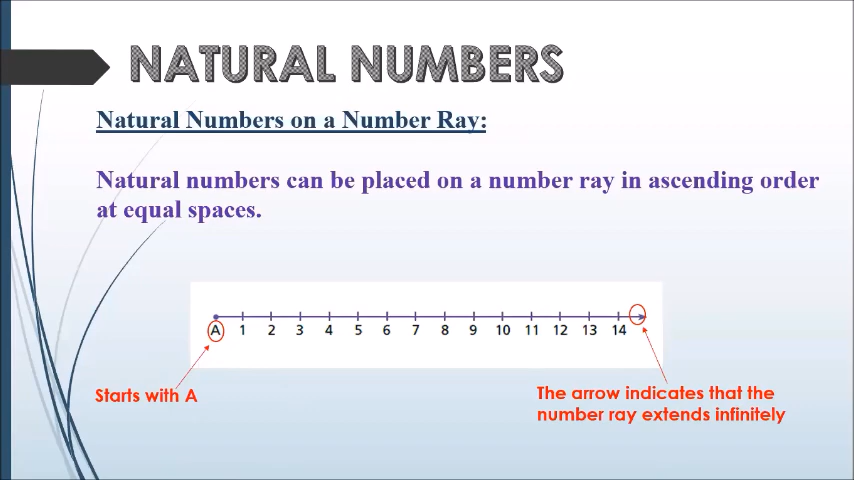 NATURAL NUMBERS
Natural Numbers on a Number Ray:
Natural numbers can be placed on a number ray in ascending order
at equal spaces.
A 1 2 3 4 5 6 7 8 9 10 11 12 13 14
Starts with A
The arrow indicates that the
number ray extends infinitely